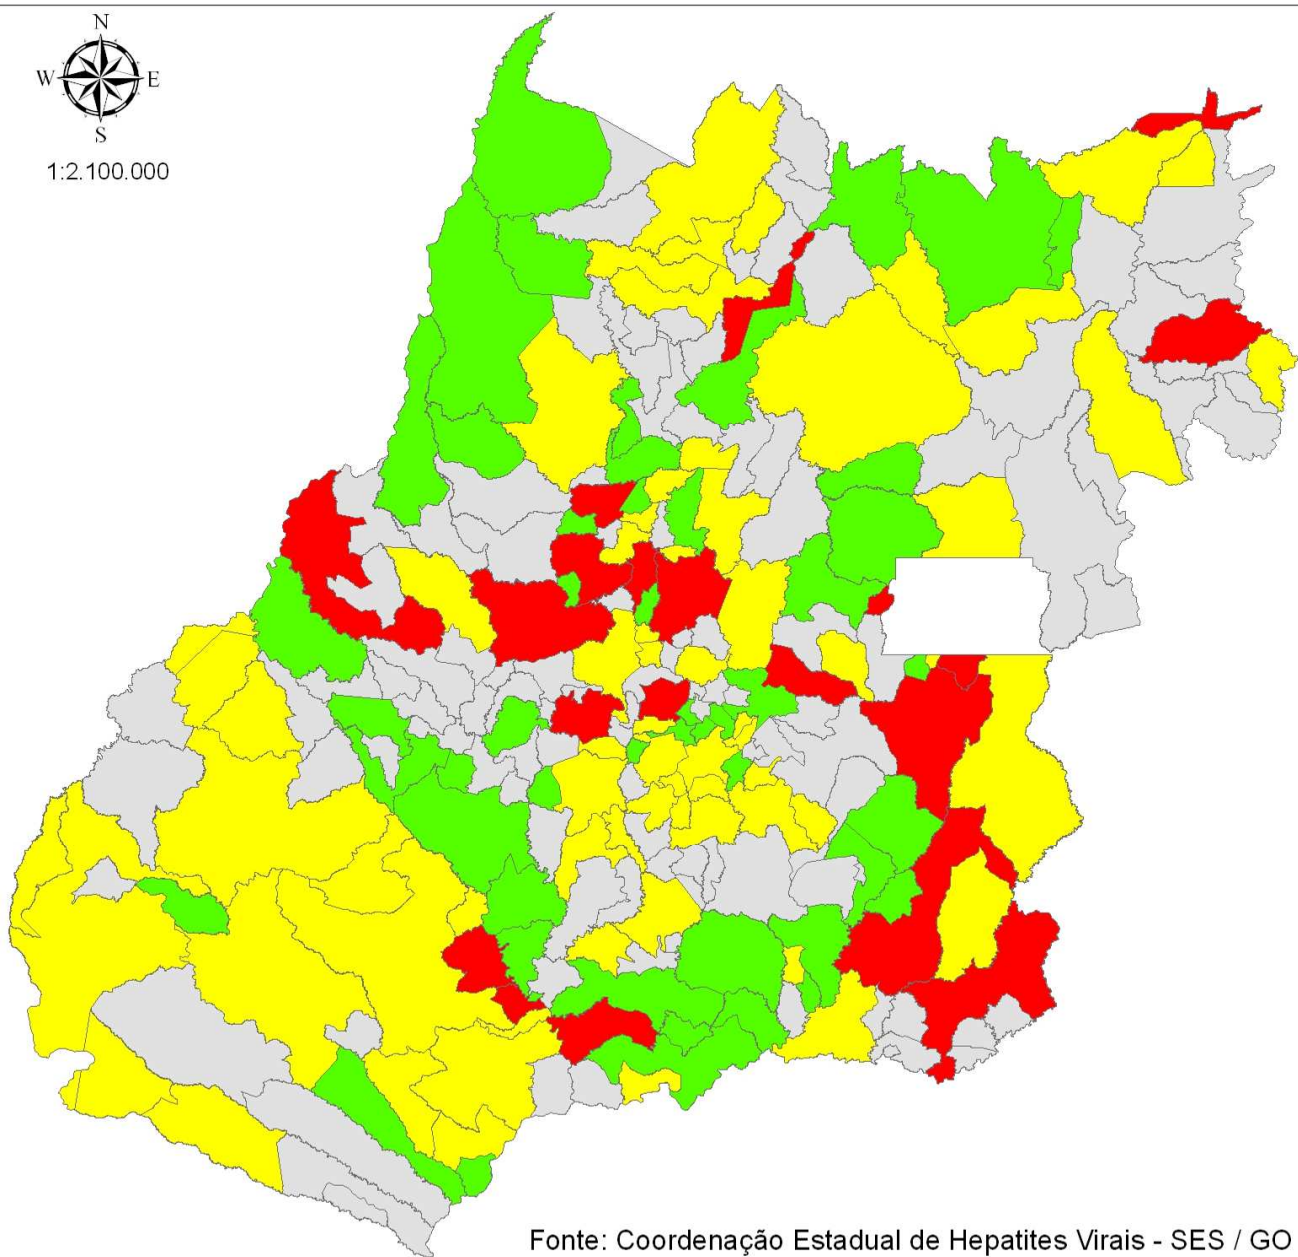 N
W E
S
1:2.100.000
Fonte: Coordenação Estadual de Hepatites Virais - SES / GO